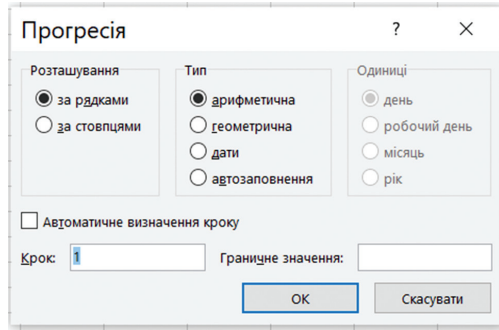 Прогресія ? ×
Розташування Тип Одиниці
за рядками арифметична день
за стовпцями геометрична робочий день
дати місяць
автозаповнення рік
Автоматичне визначення кроку
Крок: 1 Граничне значення:
ОК Скасувати